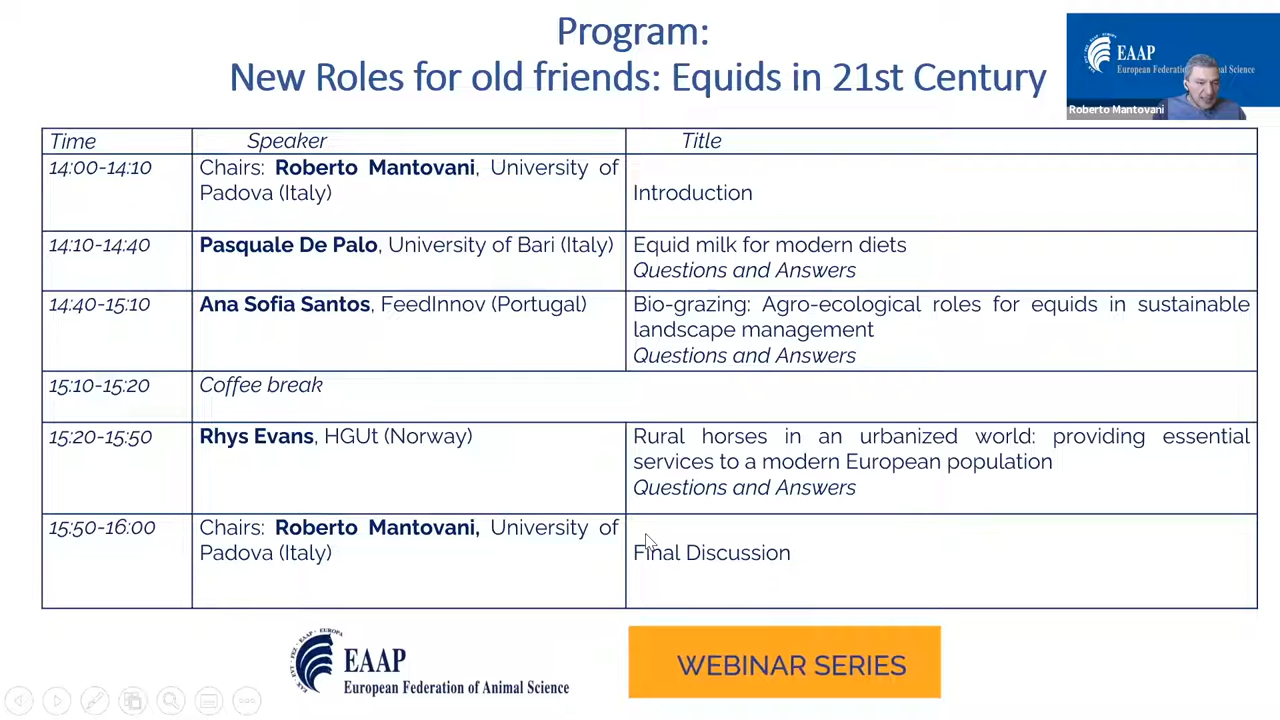 Program:
New Roles for old friends: Equids in 21st Century
EAAP
European Federation of Animal Science
Roberto Mantovani
Time Speaker Title
14:00-14:10 Chairs: Roberto Mantovani, University of
Padova (Italy) Introduction
14:10-14:40 Pasquale De Palo, University of Bari (Italy) Equid milk for modern diets
Questions and Answers
14:40-15:10 Ana Sofia Santos, FeedInnov (Portugal) Bio-grazing: Agro-ecological roles for equids in sustainable
landscape management
Questions and Answers
15:10-15:20 Coffee break
15:20-15:50 Rhys Evans, HGUt (Norway) Rural horses in an urbanized world: providing essential
services to a modern European population
Questions and Answers
15:50-16:00 Chairs: Roberto Mantovani, University of
Padova (Italy) Final Discussion
EAAP
European Federation of Animal Science
WEBINAR SERIES